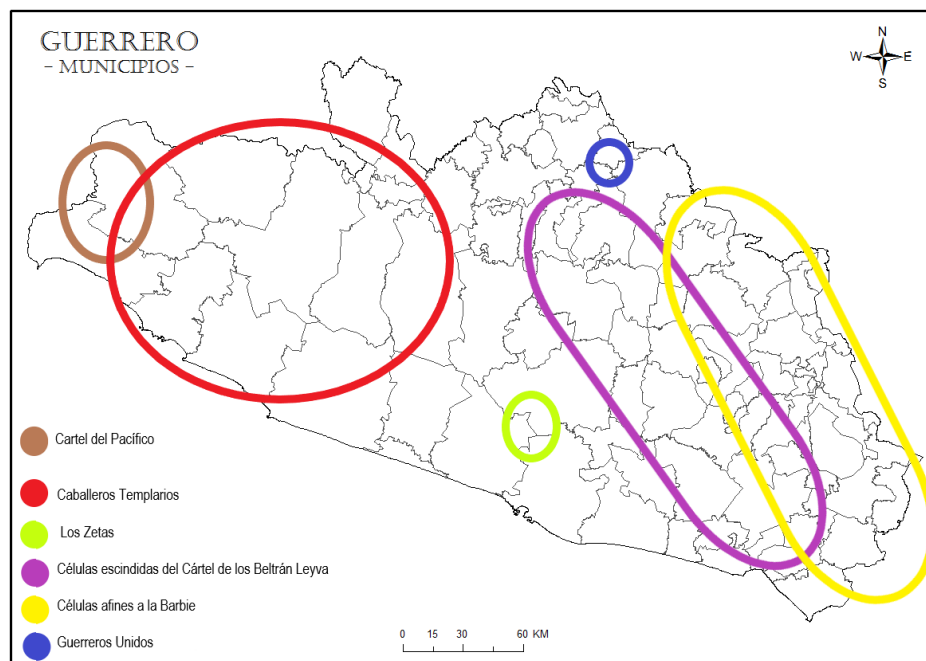 GUERRERO
- MUNICIPIOS -
N
W E
S
Cartel del Pacífico
Caballeros Templarios
Los Zetas
Células escindidas del Cártel de los Beltrán Leyva
Células afines a la Barbie
Guerreros Unidos
0 15 30 60 KM